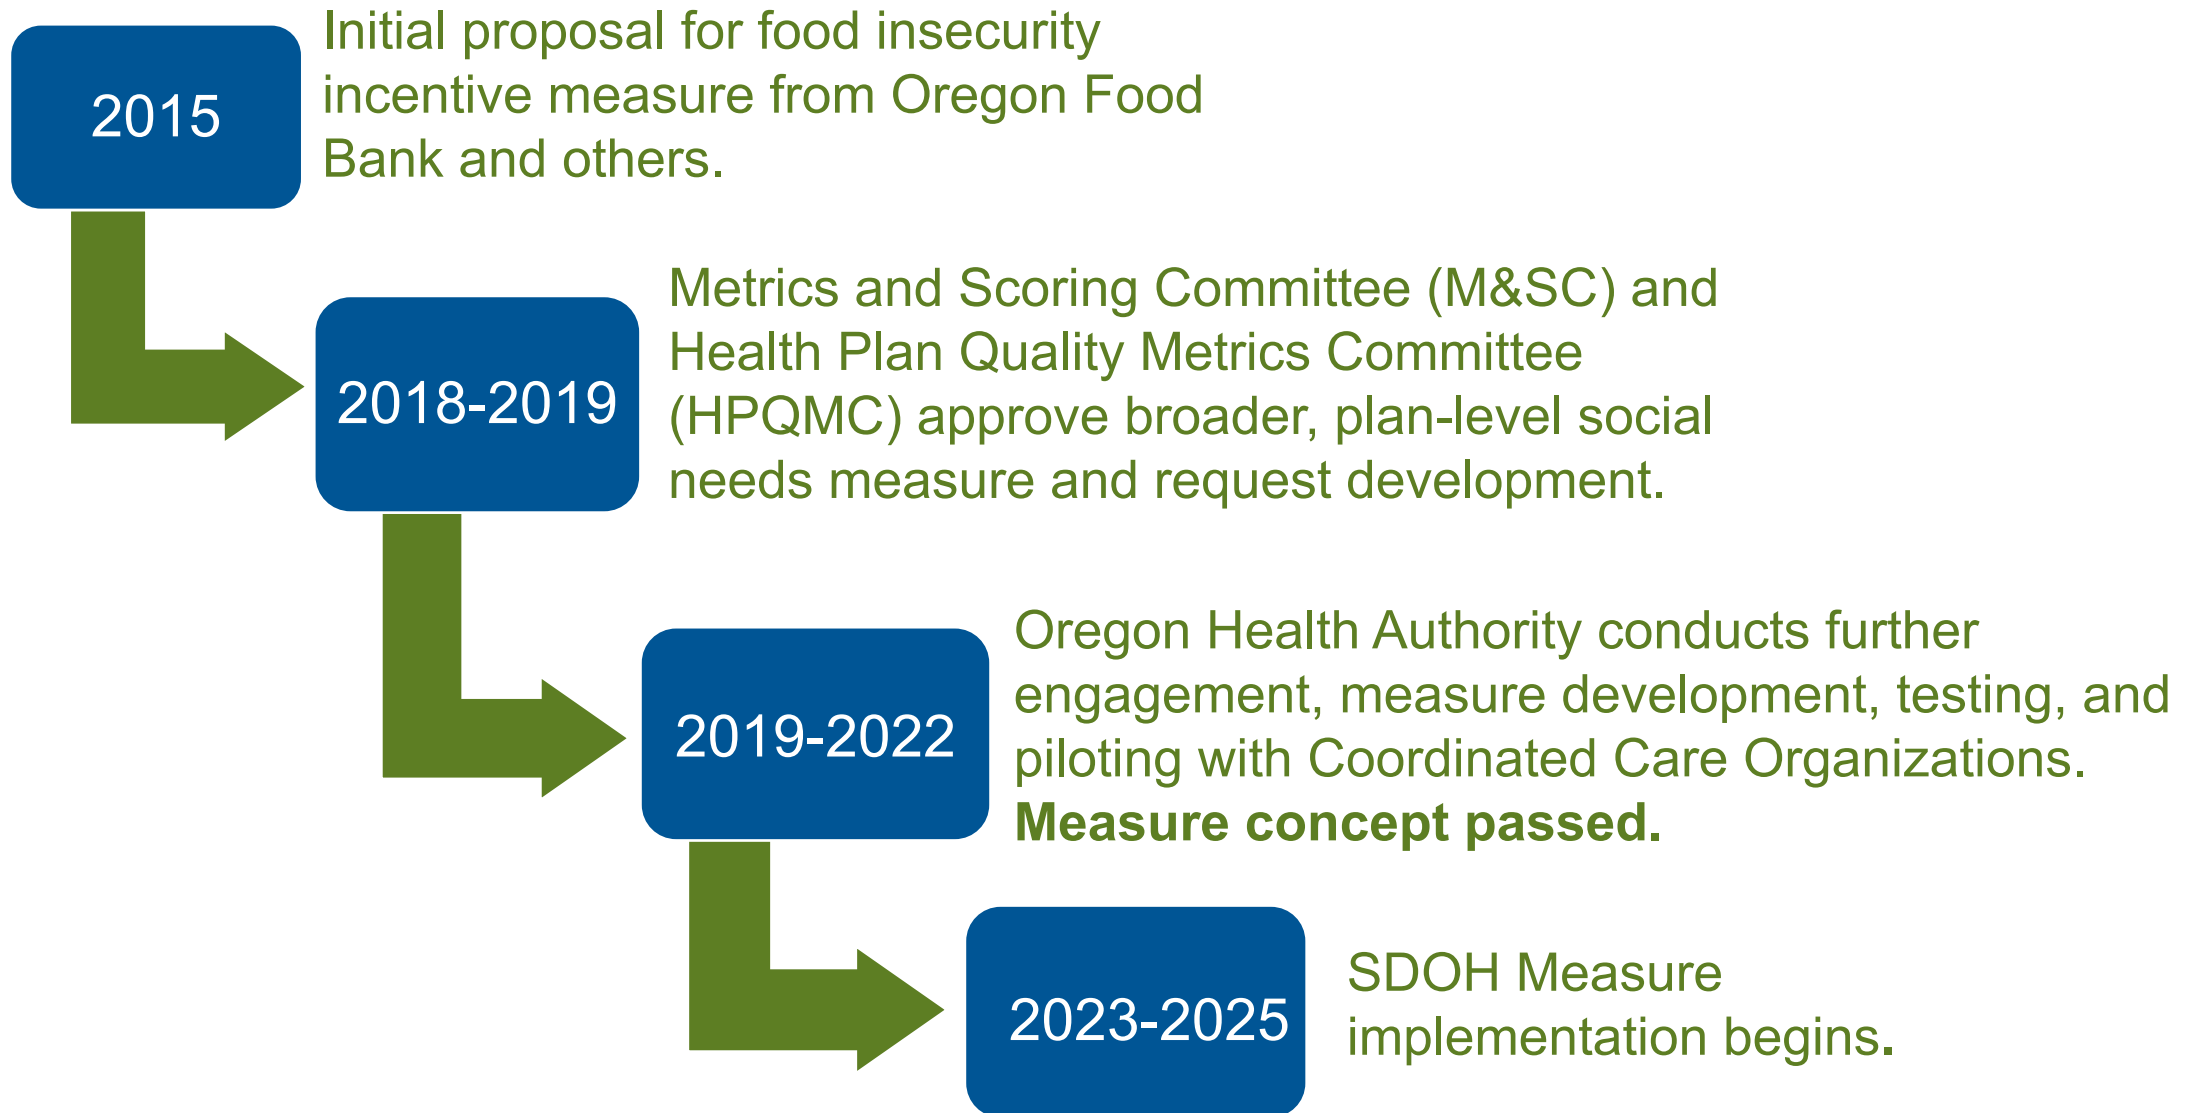 2015
Initial proposal for food insecurity
incentive measure from Oregon Food
Bank and others.
2018-2019
Metrics and Scoring Committee (M&SC) and
Health Plan Quality Metrics Committee
(HPQMC) approve broader, plan-level social
needs measure and request development.
2019-2022
Oregon Health Authority conducts further
engagement, measure development, testing, and
piloting with Coordinated Care Organizations.
Measure concept passed.
2023-2025
SDOH Measure
implementation begins.